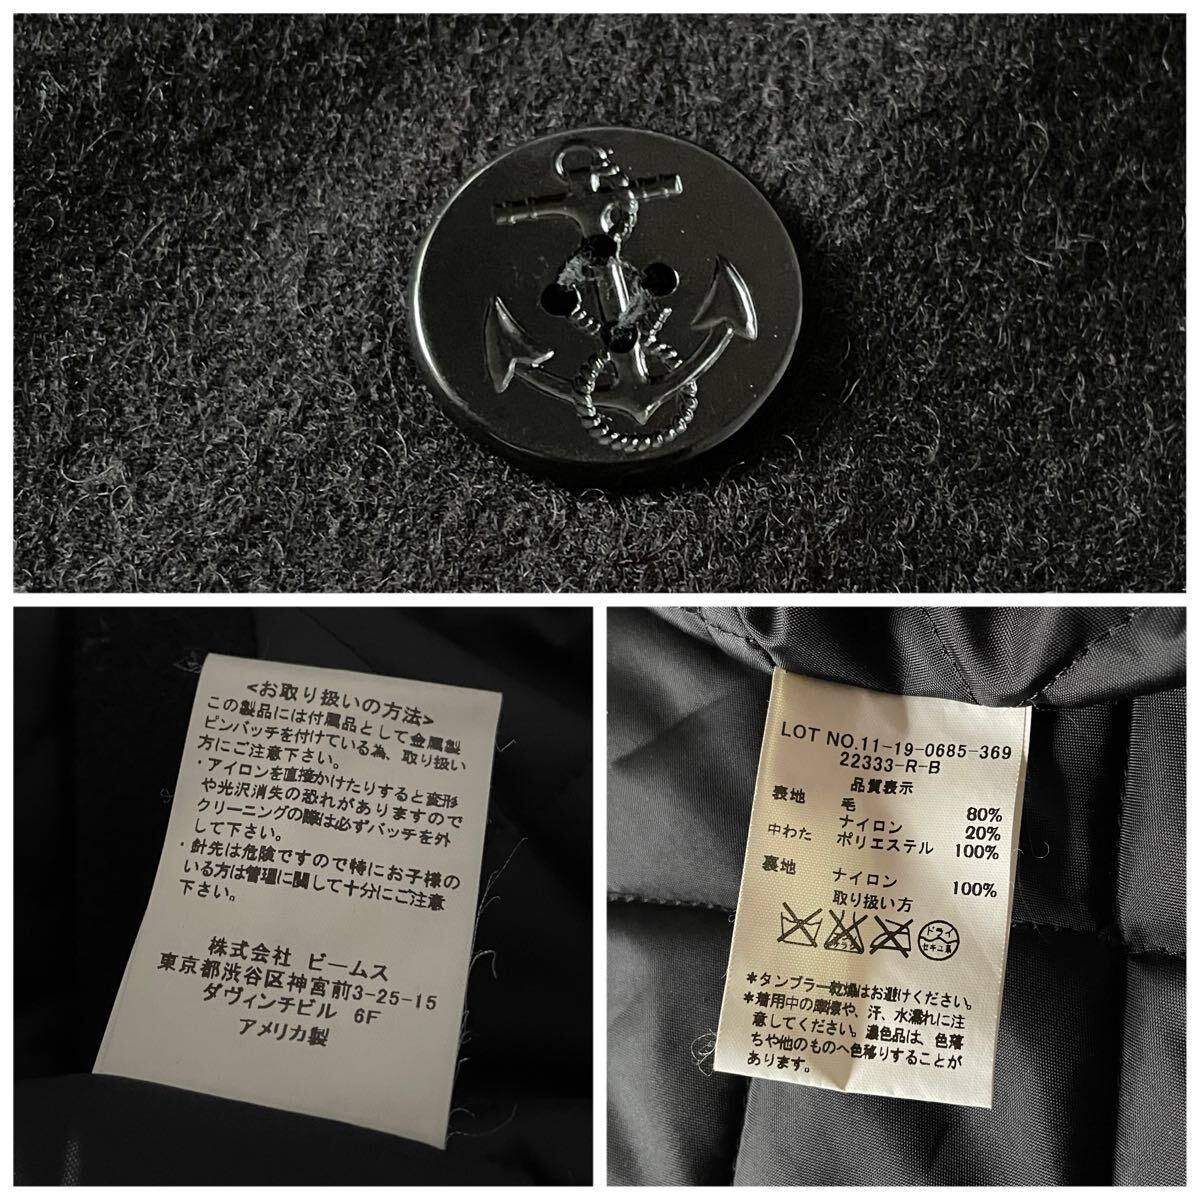 <お取り扱いの方法>
この製品には付属品として金属製
ピンバッチを付けている為、取り扱い
方にご注意下さい。
・アイロンを直接かけたりすると変形
や光沢消失の恐れがありますので
クリーニングの際は必ずバッチを外
して下さい。
・針先は危険ですので特にお子様の
いる方は管理に関して十分にご注意
下さい。
株式会社 ビームス
東京都渋谷区神宮前3-25-15
ダヴィンチビル 6F
アメリカ製
LOT NO.11-19-0685-369
22333-R-B
品質表示
表地 毛 80%
ナイロン 20%
中わた ポリエステル 100%
裏地 ナイロン 100%
取り扱い方
ドライ
セキユ系
*タンブラー乾燥はお避けください。
*着用中の摩擦や、汗、水濡れに注
意してください。濃色品は、色落
ちや他のものへ色移りすることが
あります。